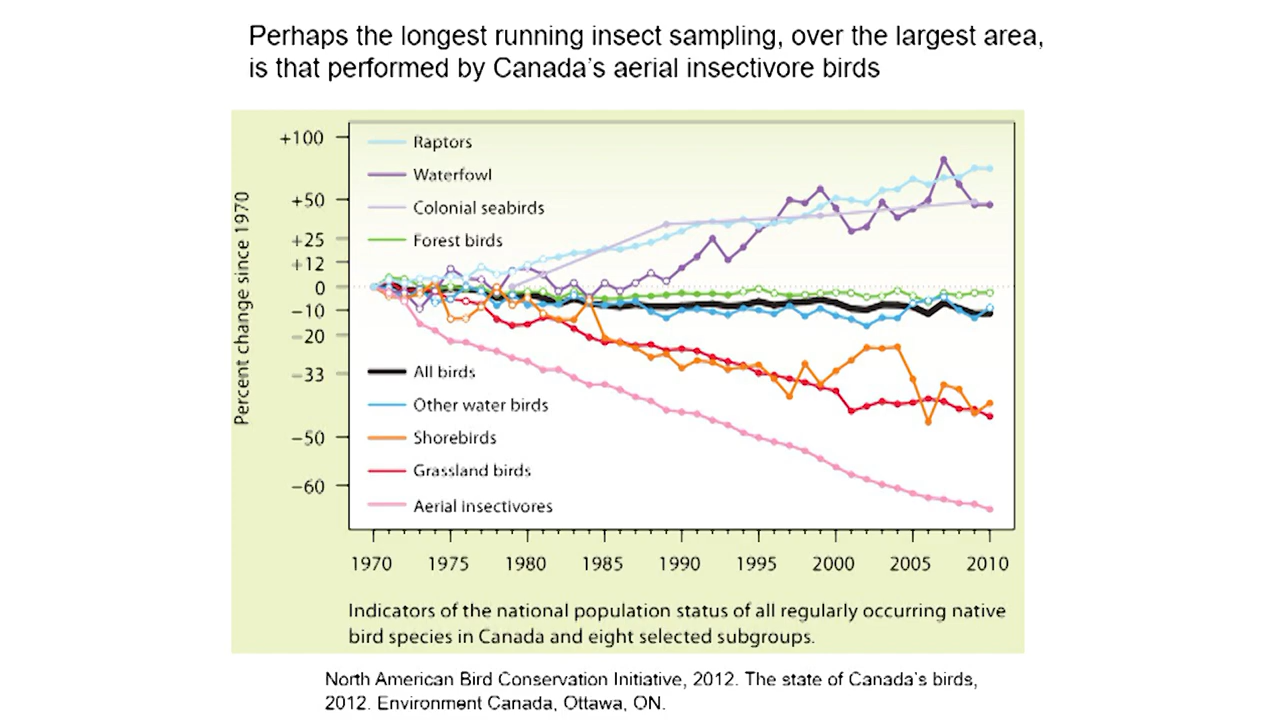 Perhaps the longest running insect sampling, over the largest area,
is that performed by Canada's aerial insectivore birds
Percent change since 1970
+100
+50
+25
+12
0
−10
−20
−33
−50
−60
Raptors
Waterfowl
Colonial seabirds
Forest birds
All birds
Other water birds
Shorebirds
Grassland birds
Aerial insectivores
1970 1975 1980 1985 1990 1995 2000 2005 2010
Indicators of the national population status of all regularly occurring native
bird species in Canada and eight selected subgroups.
North American Bird Conservation Initiative, 2012. The state of Canada's birds,
2012. Environment Canada, Ottawa, ON.